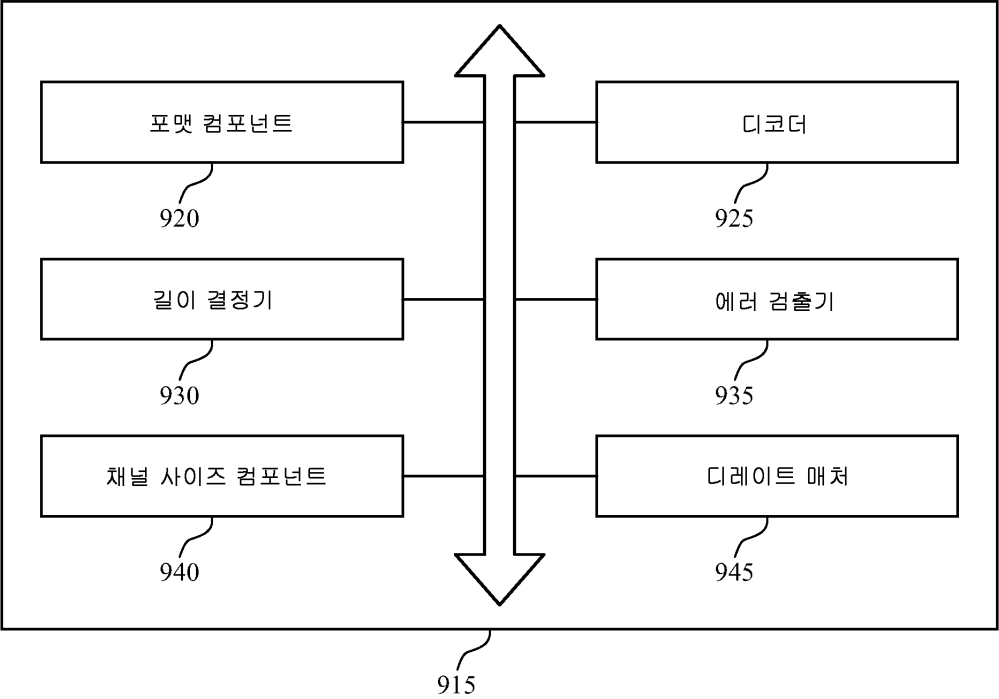 포맷 컴포넌트
디코더
920
925
길이 결정기
에러 검출기
930
935
채널 사이즈 컴포넌트
디레이트 매처
940
945
915